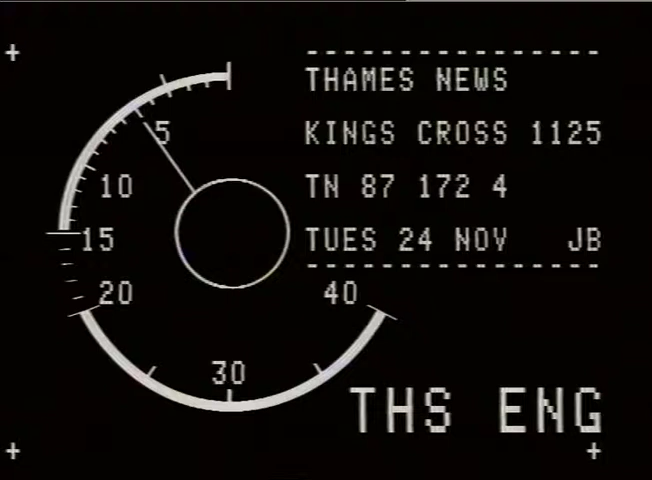 THAMES NEWS
KINGS CROSS 1125
TN 87 172 4
TUES 24 NOV JB
5
10
15
20
30
40
THS ENG